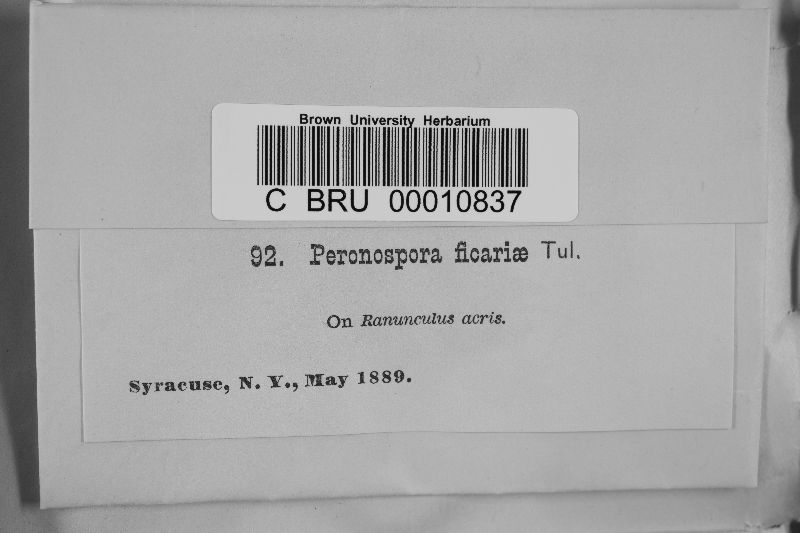 Brown University Herbarium
C BRU 00010837
92. Peronospora ficariæ Tul.
On Ranunculus acris.
Syracuse, N. Y., May 1889.